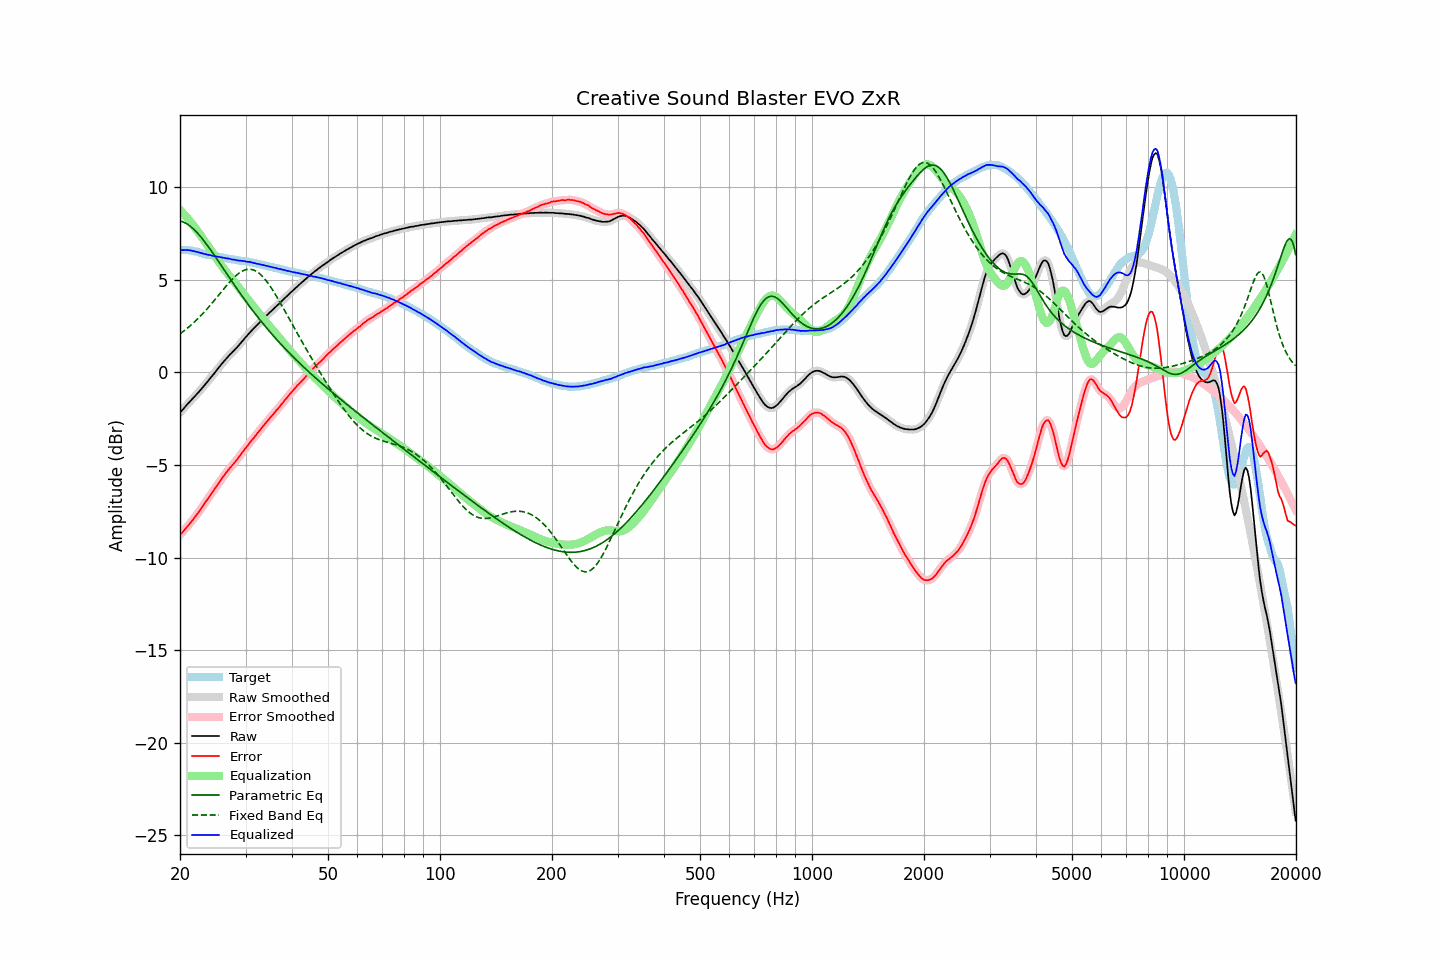 Creative Sound Blaster EVO ZxR
Amplitude (dBr)
10
5
0
−5
−10
−15
−20
−25
Target
Raw Smoothed
Error Smoothed
Raw
Error
Equalization
Parametric Eq
Fixed Band Eq
Equalized
20 50 100 200 500 1000 2000 5000 10000 20000
Frequency (Hz)